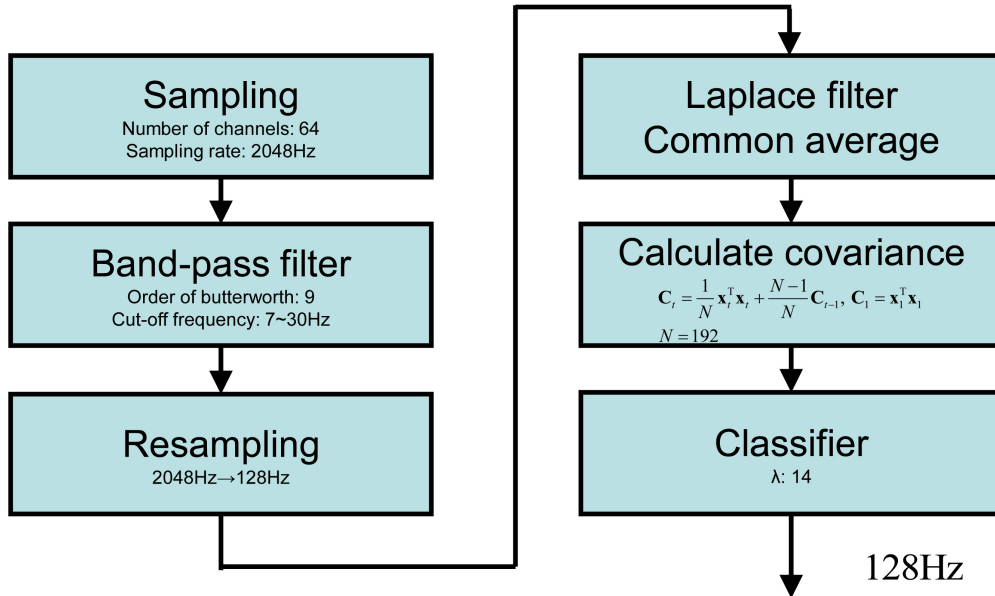 Sampling
Number of channels: 64
Sampling rate: 2048Hz
Band-pass filter
Order of butterworth: 9
Cut-off frequency: 7~30Hz
Resampling
2048Hz→128Hz
Laplace filter
Common average
Calculate covariance
C_t = 1/N x_t^T x_t + N−1/N C_{t−1}, C_1 = x_1^T x_1
N = 192
Classifier
λ: 14
128Hz